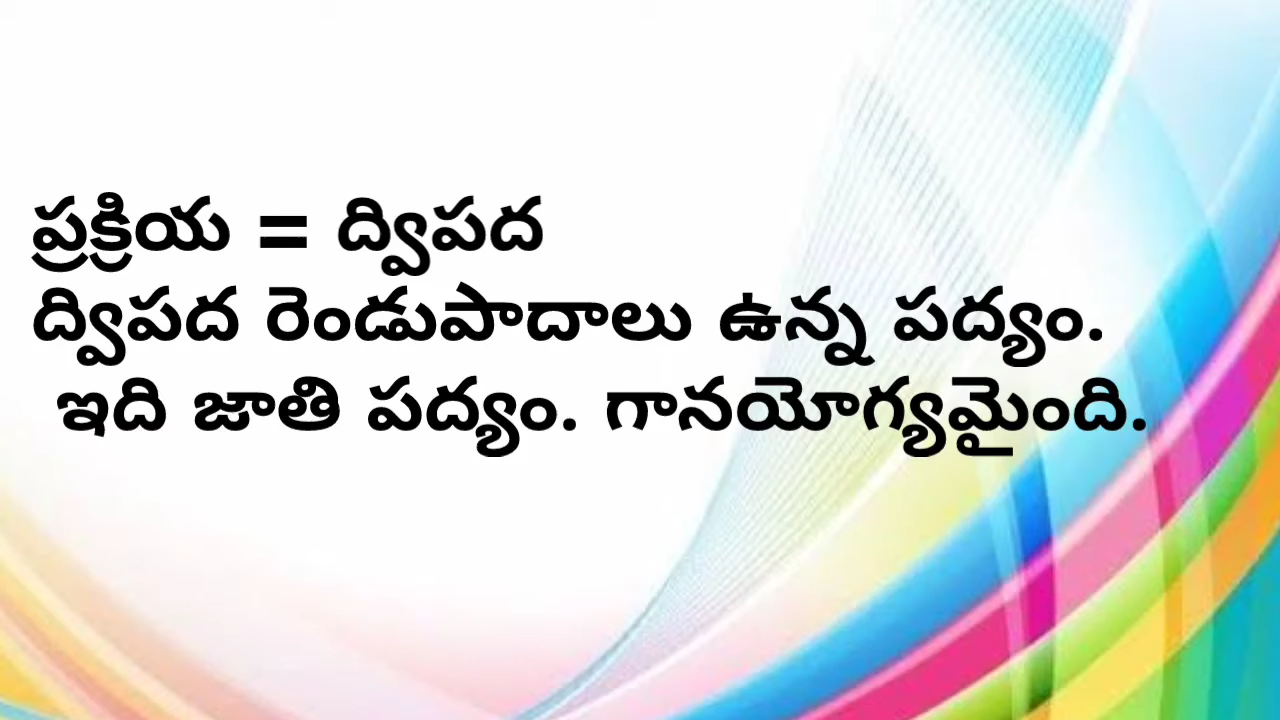 ప్రక్రియ = ద్విపద
ద్విపద రెండుపాదాలు ఉన్న పద్యం.
ఇది జాతి పద్యం. గానయోగ్యమైంది.